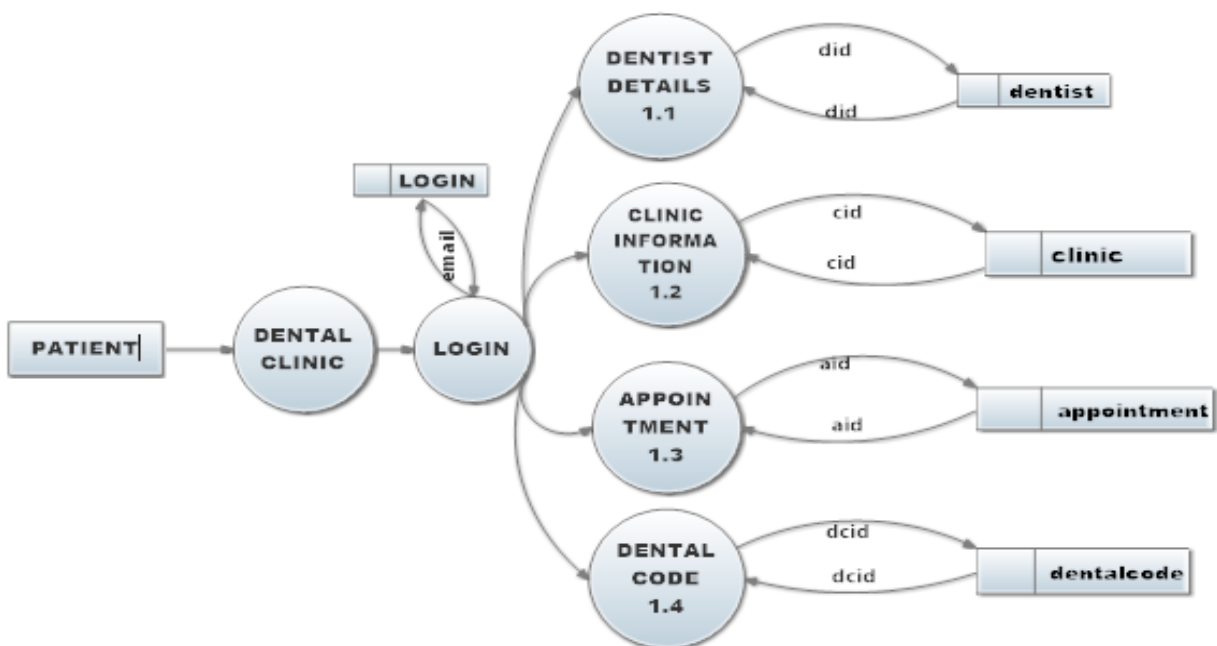 PATIENT
DENTAL
CLINIC
LOGIN
email
LOGIN
DENTIST
DETAILS
1.1
did
did
dentist
CLINIC
INFORMA
TION
1.2
cid
cid
clinic
APPOIN
TMENT
1.3
aid
aid
appointment
DENTAL
CODE
1.4
dcid
dcid
dentalcode